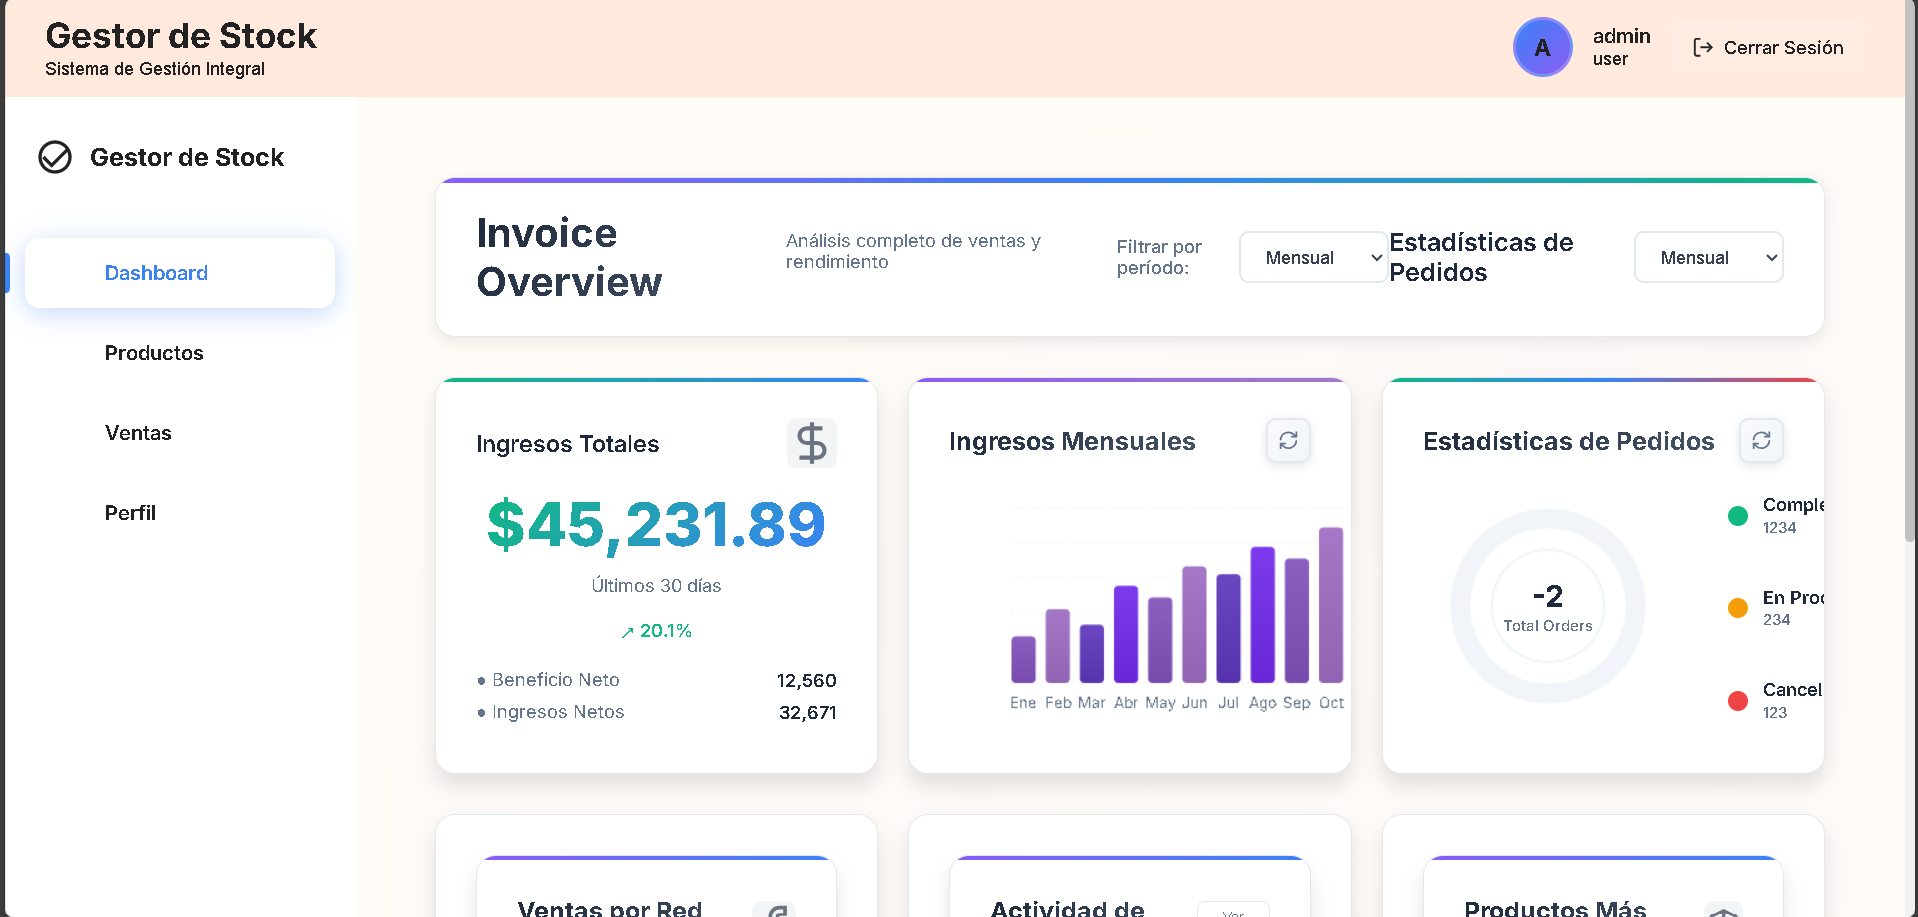 Gestor de Stock
Sistema de Gestión Integral
A
admin
user
Cerrar Sesión
Gestor de Stock
Dashboard
Productos
Ventas
Perfil
Invoice
Overview
Análisis completo de ventas y
rendimiento
Filtrar por
período:
Mensual
Estadísticas de
Pedidos
Mensual
Ingresos Totales
$
$45,231.89
Últimos 30 días
↗ 20.1%
• Beneficio Neto 12,560
• Ingresos Netos 32,671
Ingresos Mensuales
Ene Feb Mar Abr May Jun Jul Ago Sep Oct
Estadísticas de Pedidos
-2
Total Orders
Comple
1234
En Proc
234
Cancel
123
Ventas por Red
Actividad de
Ver
Productos Más